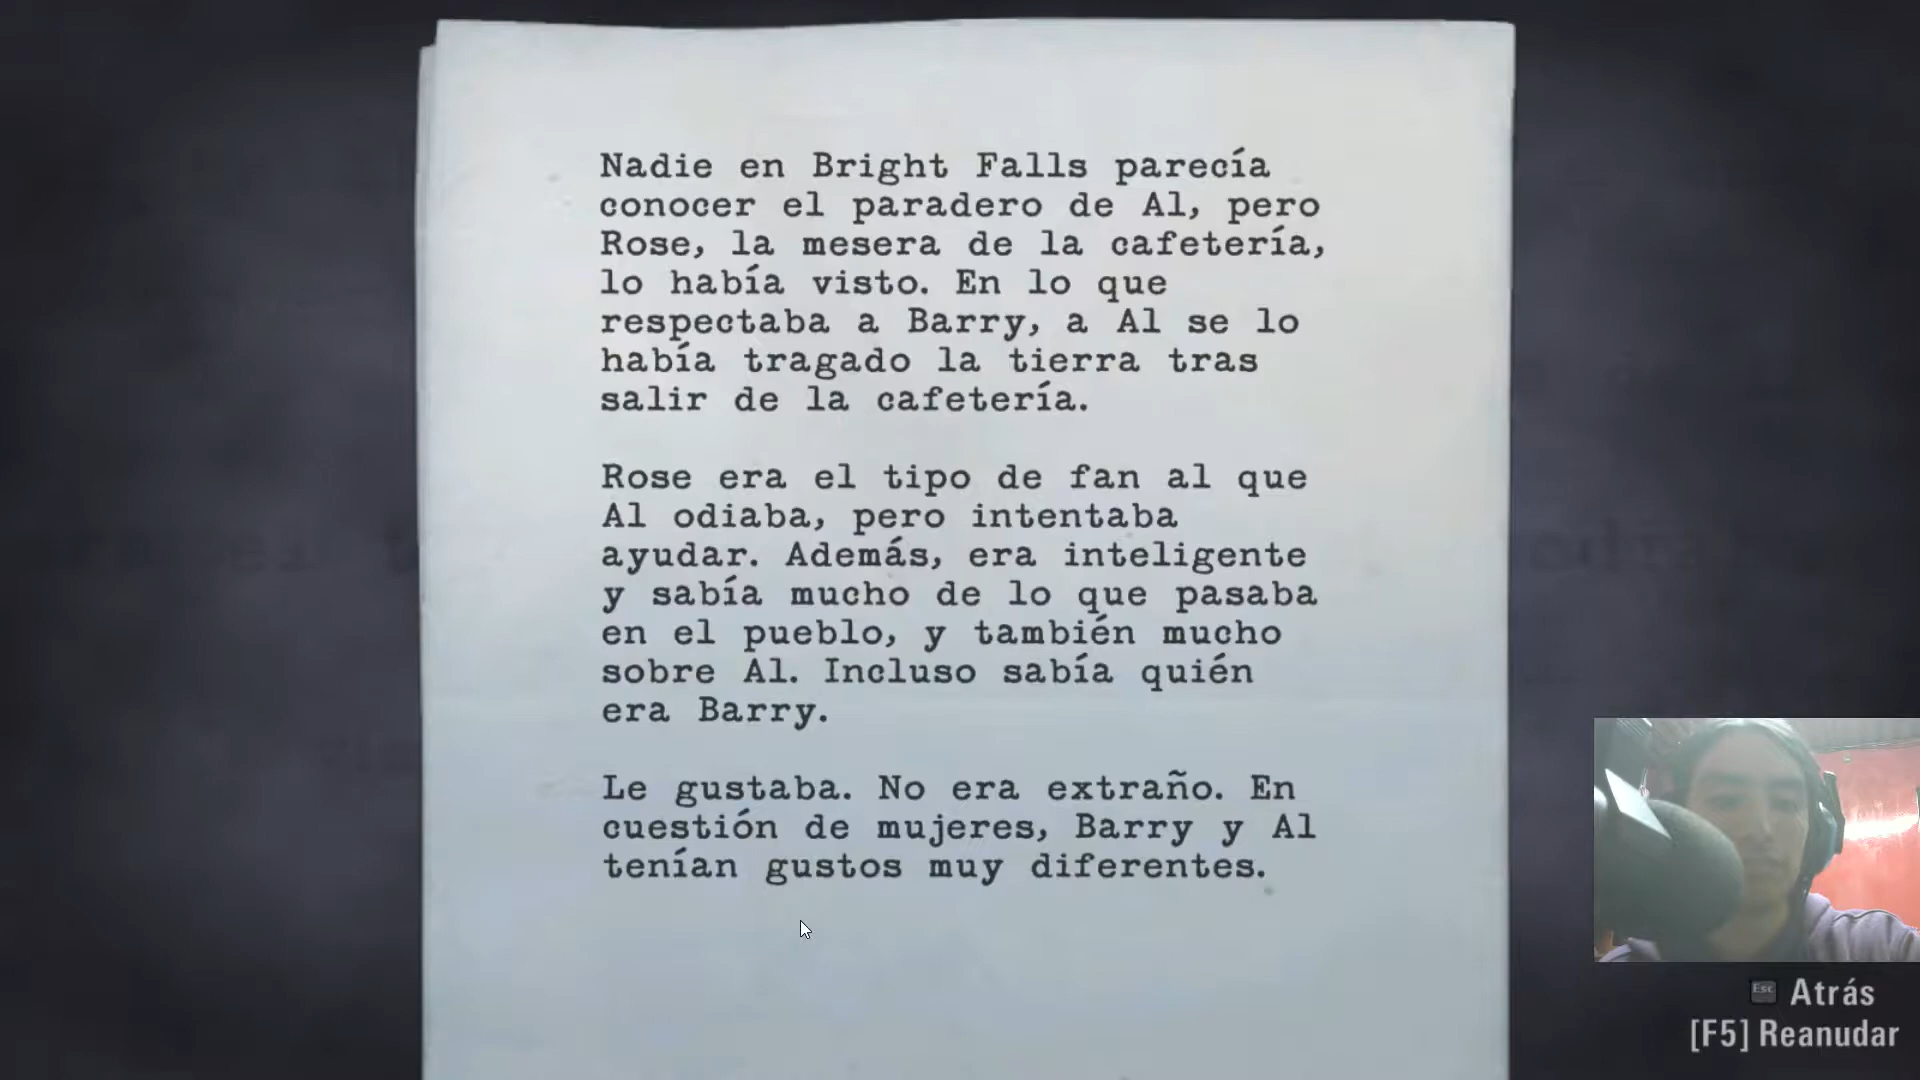 Nadie en Bright Falls parecía
conocer el paradero de Al, pero
Rose, la mesera de la cafetería,
lo había visto. En lo que
respectaba a Barry, a Al se lo
había tragado la tierra tras
salir de la cafetería.
Rose era el tipo de fan al que
Al odiaba, pero intentaba
ayudar. Además, era inteligente
y sabía mucho de lo que pasaba
en el pueblo, y también mucho
sobre Al. Incluso sabía quién
era Barry.
Le gustaba. No era extraño. En
cuestión de mujeres, Barry y Al
tenían gustos muy diferentes.
Esc Atrás
[F5] Reanudar